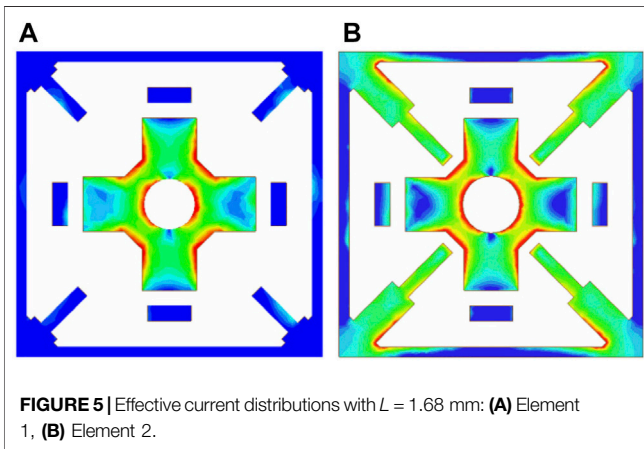 A
B
FIGURE 5 | Effective current distributions with L = 1.68 mm: (A) Element
1, (B) Element 2.